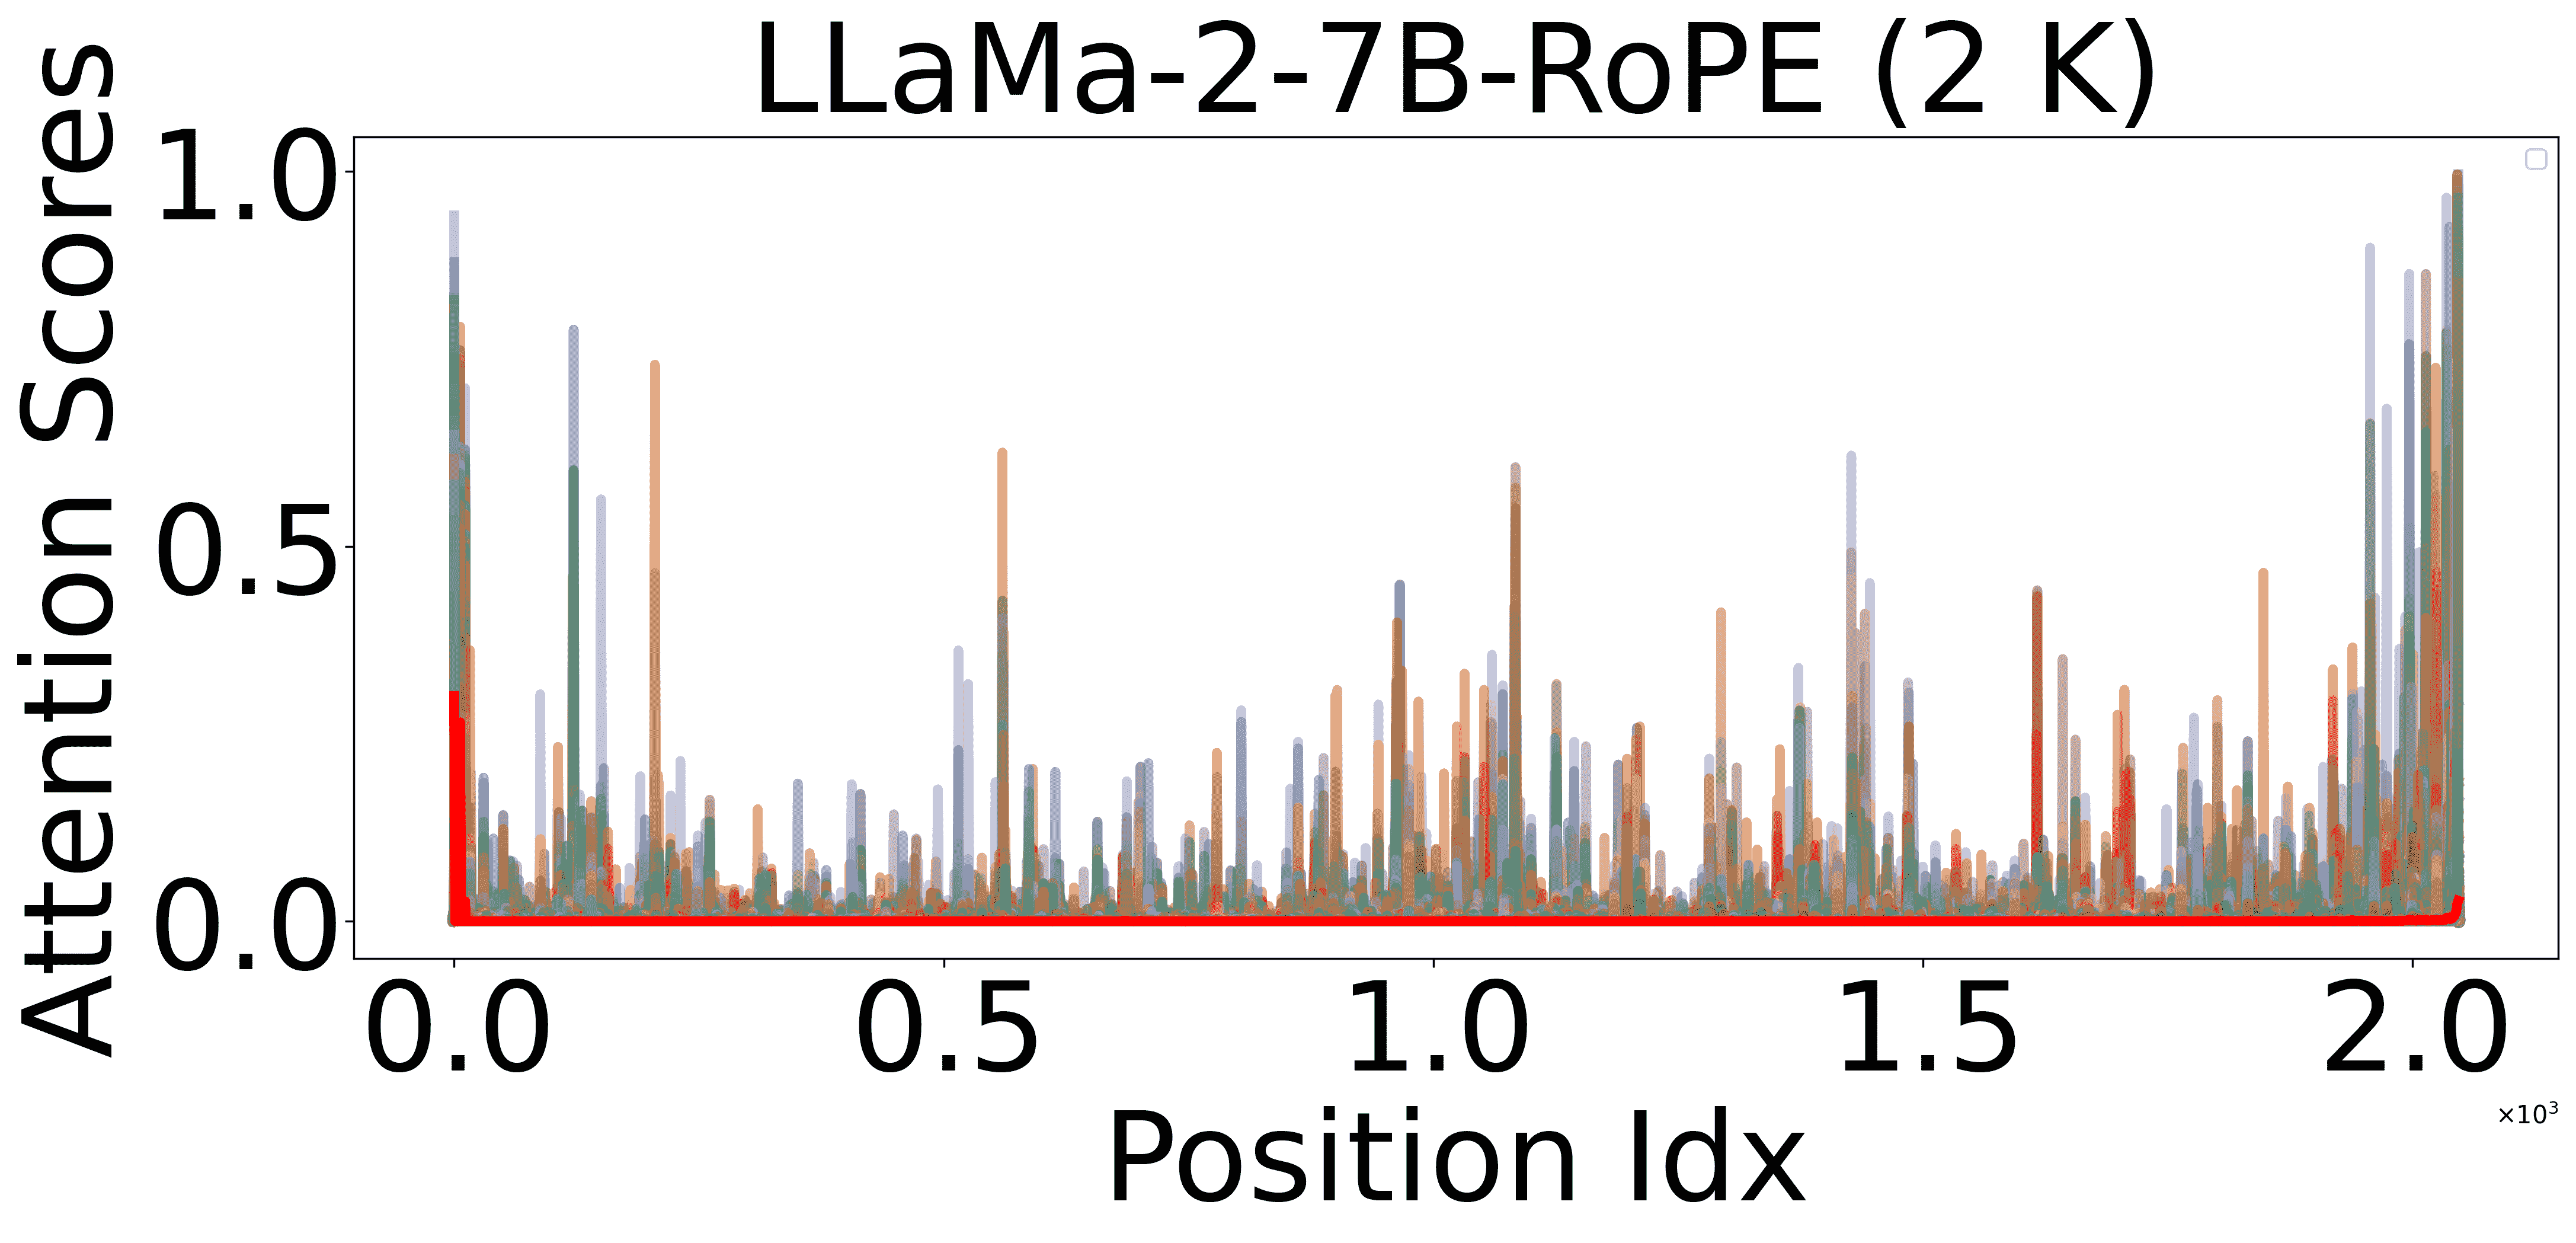 LLaMa-2-7B-RoPE (2 K)
Attention Scores
1.0
0.5
0.0
0.0 0.5 1.0 1.5 2.0
×10³
Position Idx